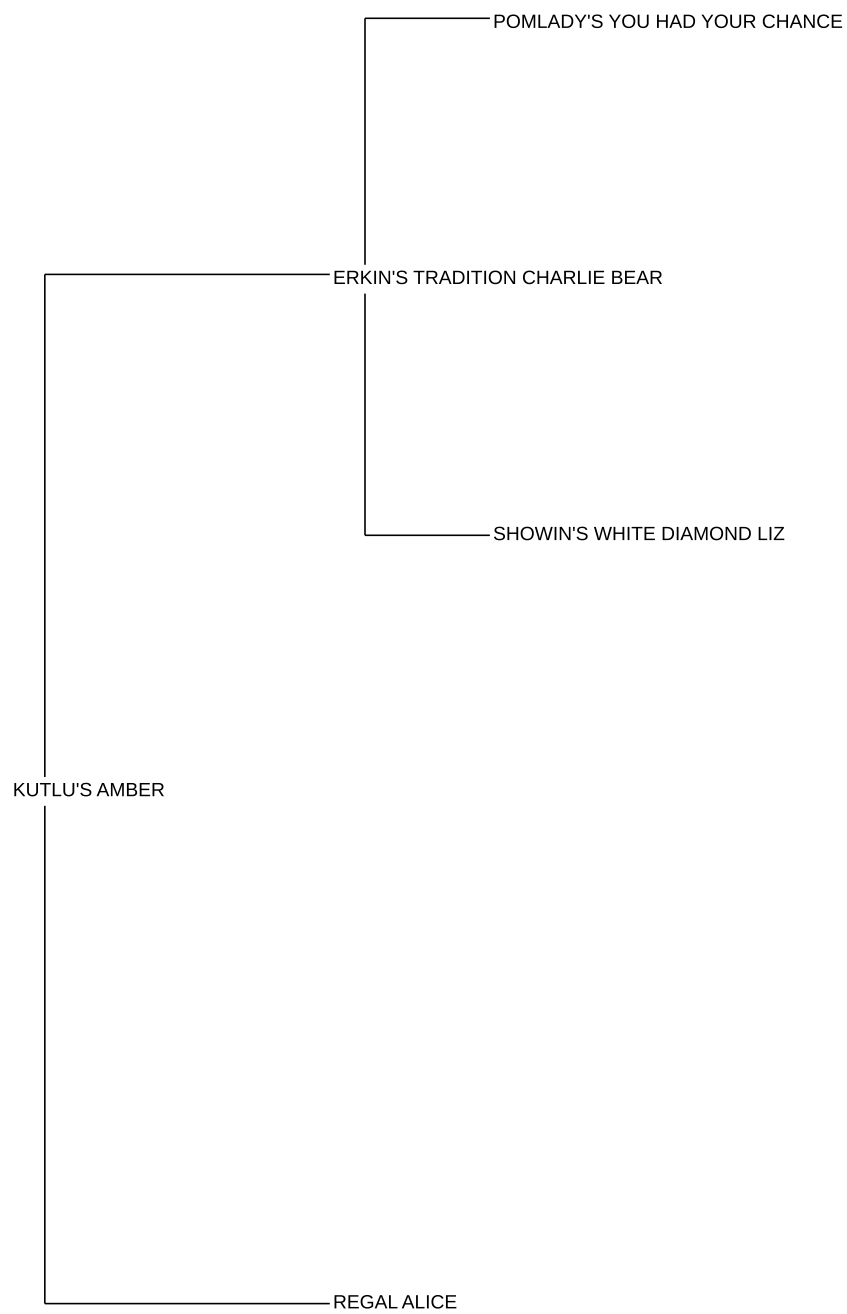 POMLADY'S YOU HAD YOUR CHANCE
ERKIN'S TRADITION CHARLIE BEAR
SHOWIN'S WHITE DIAMOND LIZ
KUTLU'S AMBER
REGAL ALICE